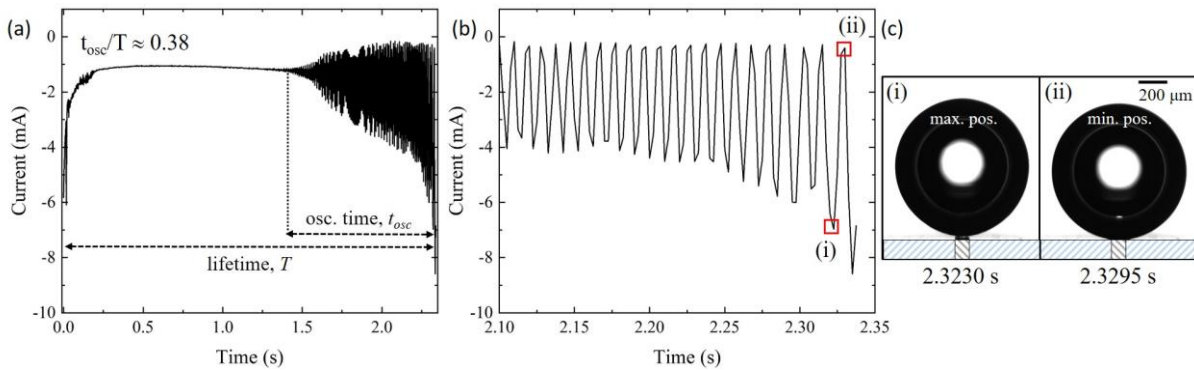 (a)
t_osc/T ≈ 0.38
0
-2
-4
-6
-8
-10
Current (mA)
0.0
0.5
1.0
1.5
2.0
Time (s)
osc. time, t_osc
lifetime, T
(b)
(ii)
0
-2
-4
-6
-8
-10
Current (mA)
(i)
2.10
2.15
2.20
2.25
2.30
2.35
Time (s)
(c)
(i)
max. pos.
2.3230 s
(ii)
200 μm
min. pos.
2.3295 s